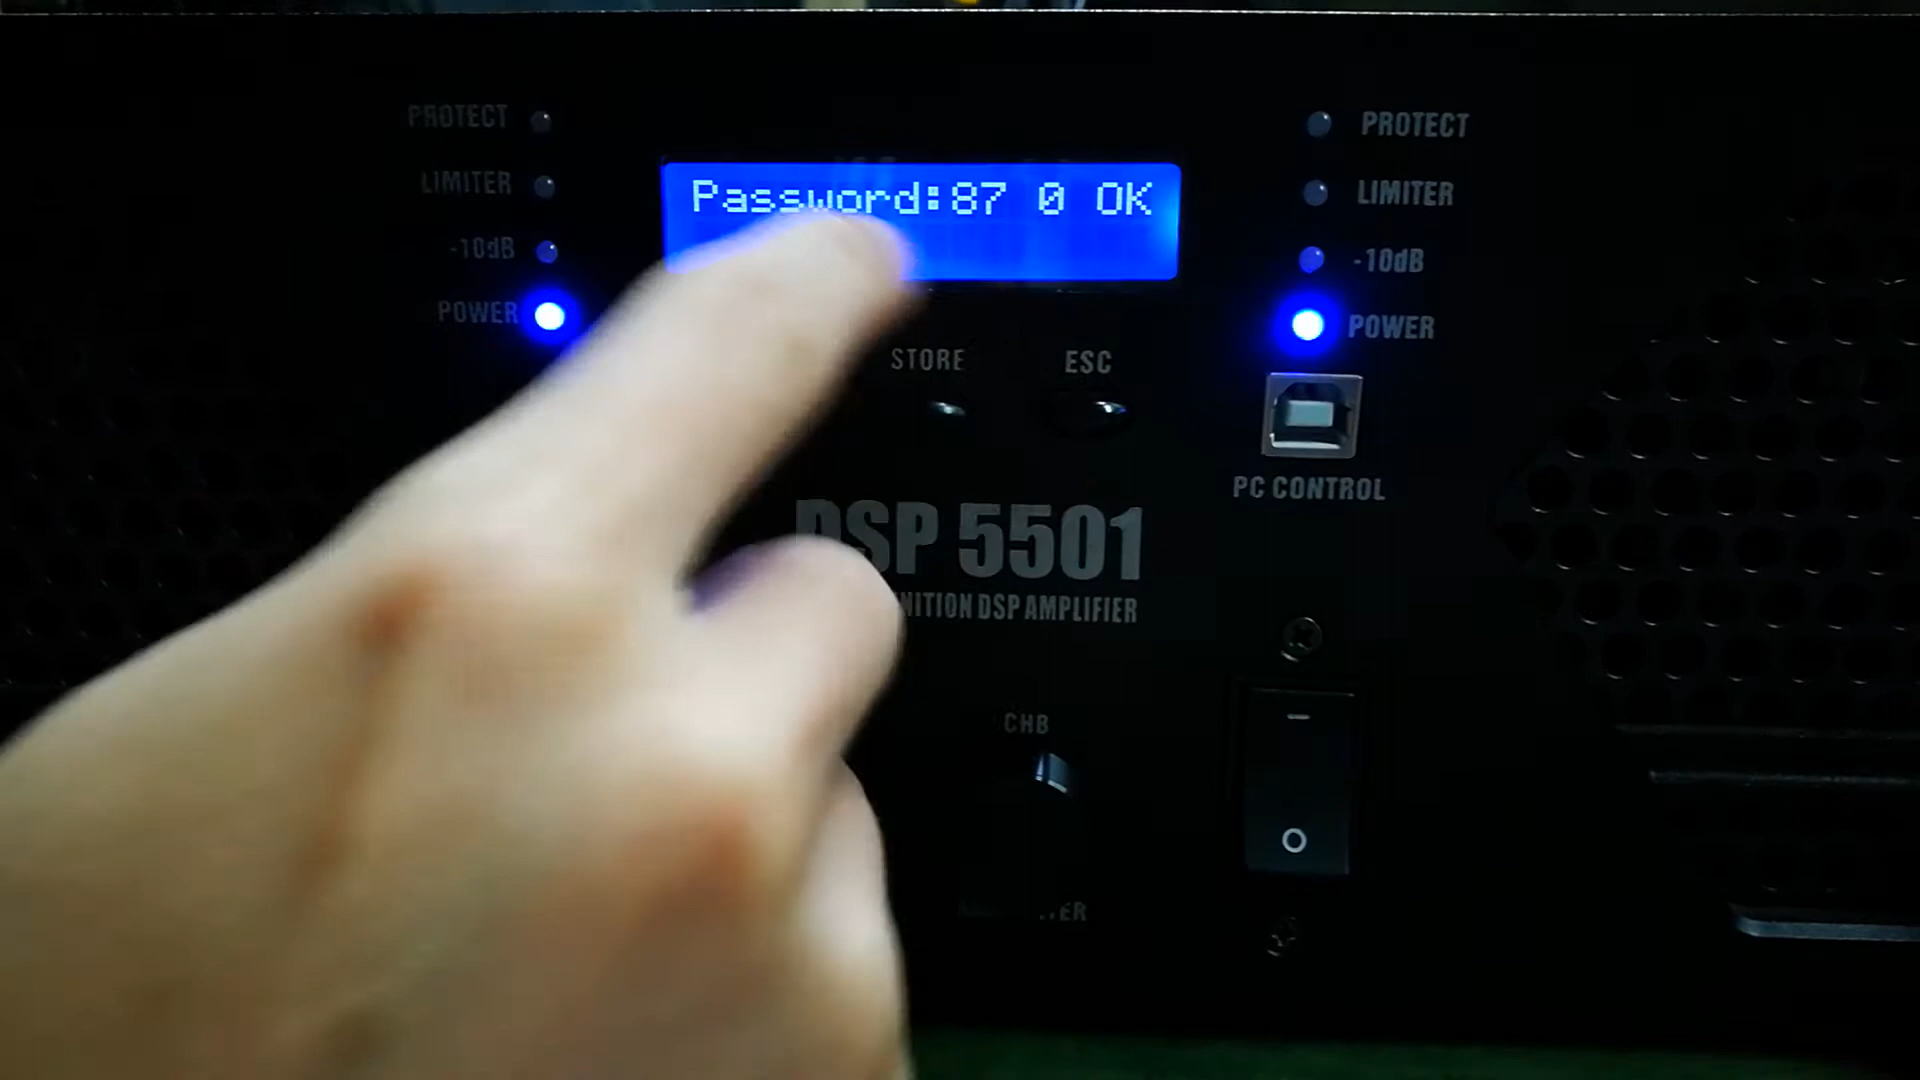 PROTECT
LIMITER
-10dB
POWER
Password:87 0 OK
STORE
ESC
DSP 5501
DSP AMPLIFIER
CHB
PROTECT
LIMITER
-10dB
POWER
PC CONTROL